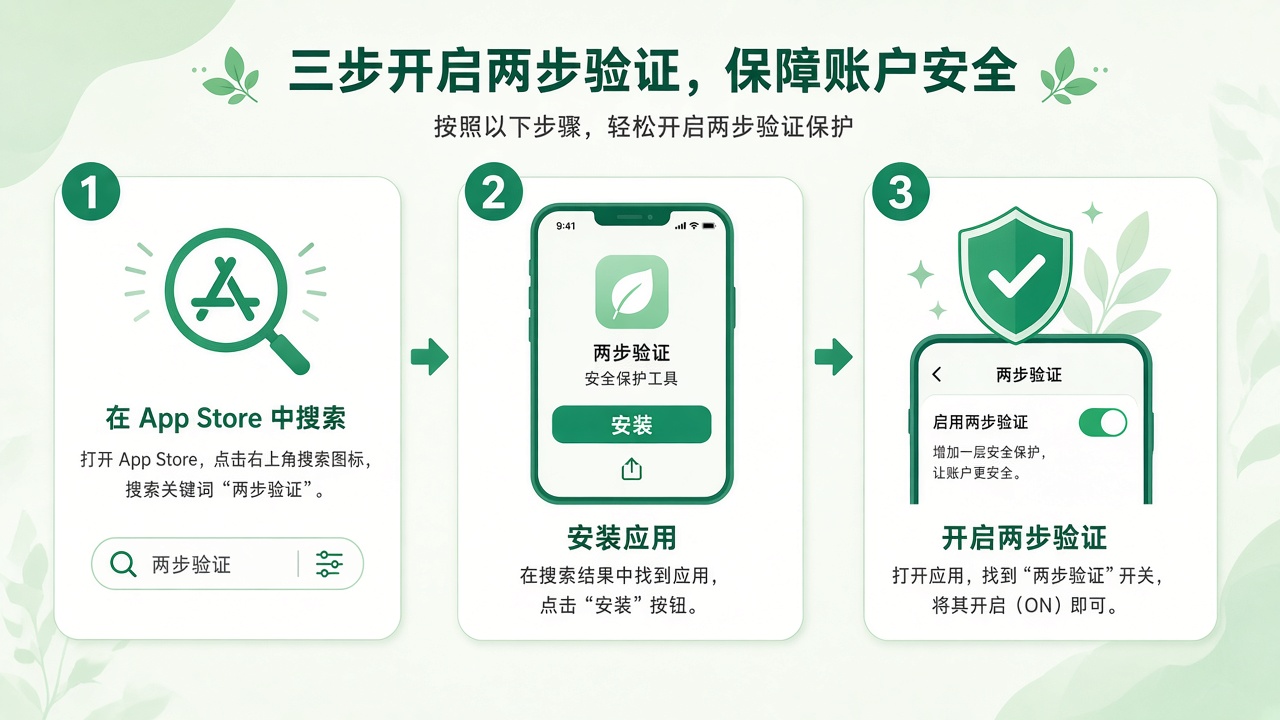 三步开启两步验证，保障账户安全
按照以下步骤，轻松开启两步验证保护
1
在 App Store 中搜索
打开 App Store，点击右上角搜索图标，
搜索关键词“两步验证”。
两步验证
2
9:41
两步验证
安全保护工具
安装
安装应用
在搜索结果中找到应用，
点击“安装”按钮。
3
两步验证
启用两步验证
增加一层安全保护，
让账户更安全。
开启两步验证
打开应用，找到“两步验证”开关，
将其开启（ON）即可。